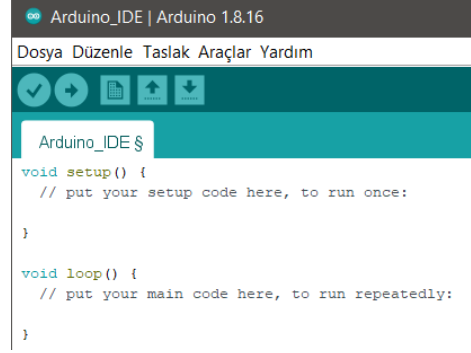 Arduino_IDE | Arduino 1.8.16
Dosya Düzenle Taslak Araçlar Yardım
Arduino_IDE §
void setup() {
// put your setup code here, to run once:
}
void loop() {
// put your main code here, to run repeatedly:
}